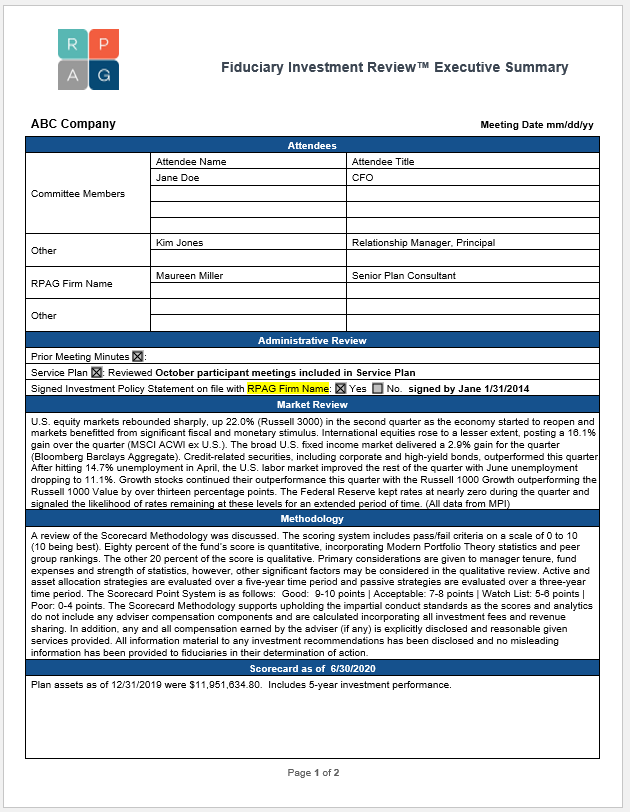 R P
A G
Fiduciary Investment Review™ Executive Summary
ABC Company
Meeting Date mm/dd/yy
Attendees
Committee Members
Attendee Name Attendee Title
Jane Doe CFO
Other
Kim Jones Relationship Manager, Principal
RPAG Firm Name
Maureen Miller Senior Plan Consultant
Other
Administrative Review
Prior Meeting Minutes ☒:
Service Plan ☒: Reviewed October participant meetings included in Service Plan
Signed Investment Policy Statement on file with RPAG Firm Name: ☒ Yes ☐ No. signed by Jane 1/31/2014
Market Review
U.S. equity markets rebounded sharply, up 22.0% (Russell 3000) in the second quarter as the economy started to reopen and
markets benefitted from significant fiscal and monetary stimulus. International equities rose to a lesser extent, posting a 16.1%
gain over the quarter (MSCI ACWI ex U.S.). The broad U.S. fixed income market delivered a 2.9% gain for the quarter
(Bloomberg Barclays Aggregate). Credit-related securities, including corporate and high-yield bonds, outperformed this quarter.
After hitting 14.7% unemployment in April, the U.S. labor market improved the rest of the quarter with June unemployment
dropping to 11.1%. Growth stocks continued their outperformance this quarter with the Russell 1000 Growth outperforming the
Russell 1000 Value by over thirteen percentage points. The Federal Reserve kept rates at nearly zero during the quarter and
signaled the likelihood of rates remaining at these levels for an extended period of time. (All data from MPI)
Methodology
A review of the Scorecard Methodology was discussed. The scoring system includes pass/fail criteria on a scale of 0 to 10
(10 being best). Eighty percent of the fund's score is quantitative, incorporating Modern Portfolio Theory statistics and peer
group rankings. The other 20 percent of the score is qualitative. Primary considerations are given to manager tenure, fund
expenses and strength of statistics, however, other significant factors may be considered in the qualitative review. Active and
asset allocation strategies are evaluated over a five-year time period and passive strategies are evaluated over a three-year
time period. The Scorecard Point System is as follows: Good: 9-10 points | Acceptable: 7-8 points | Watch List: 5-6 points |
Poor: 0-4 points. The Scorecard Methodology supports upholding the impartial conduct standards as the scores and analytics
do not include any adviser compensation components and are calculated incorporating all investment fees and revenue
sharing. In addition, any and all compensation earned by the adviser (if any) is explicitly disclosed and reasonable given
services provided. All information material to any investment recommendations has been disclosed and no misleading
information has been provided to fiduciaries in their determination of action.
Scorecard as of 6/30/2020
Plan assets as of 12/31/2019 were $11,951,634.80. Includes 5-year investment performance.
Page 1 of 2